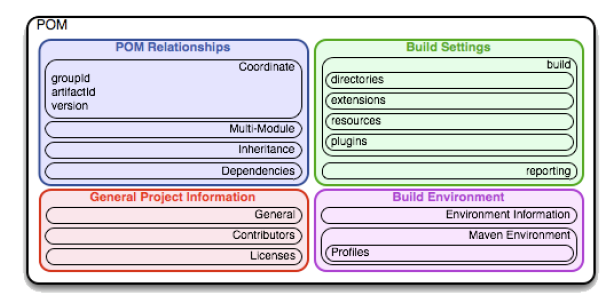 POM
POM Relationships
Coordinate
groupId
artifactId
version
Multi-Module
Inheritance
Dependencies
Build Settings
build
directories
extensions
resources
plugins
reporting
General Project Information
General
Contributors
Licenses
Build Environment
Environment Information
Maven Environment
Profiles